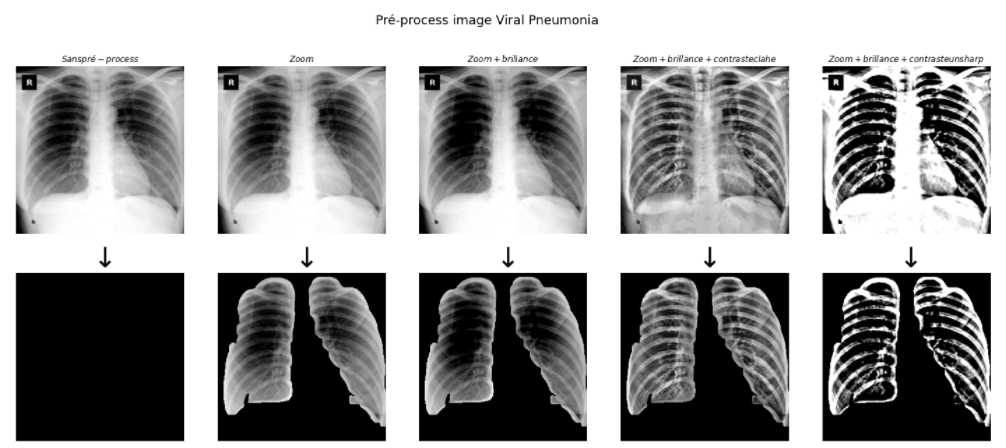 Pré-process image Viral Pneumonia
Sanspré − process
Zoom
Zoom + briliance
Zoom + brillance + contrasteclahe
Zoom + brillance + contrasteunsharp
R
R
R
R
R